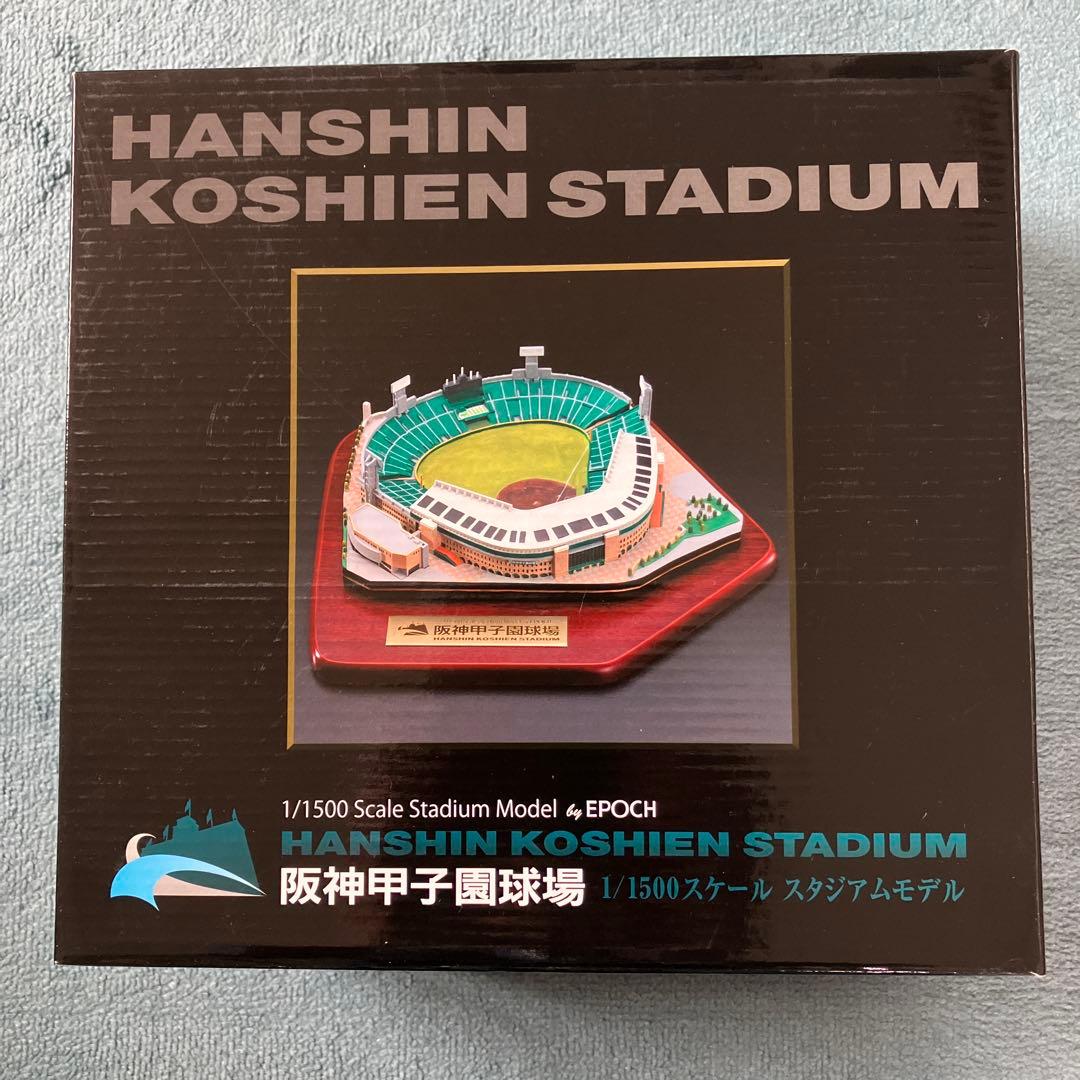 HANSHIN
KOSHIEN STADIUM
阪神甲子園球場
HANSHIN KOSHIEN STADIUM
1/1500 Scale Stadium Model by EPOCH
HANSHIN KOSHIEN STADIUM
阪神甲子園球場 1/1500スケール スタジアムモデル